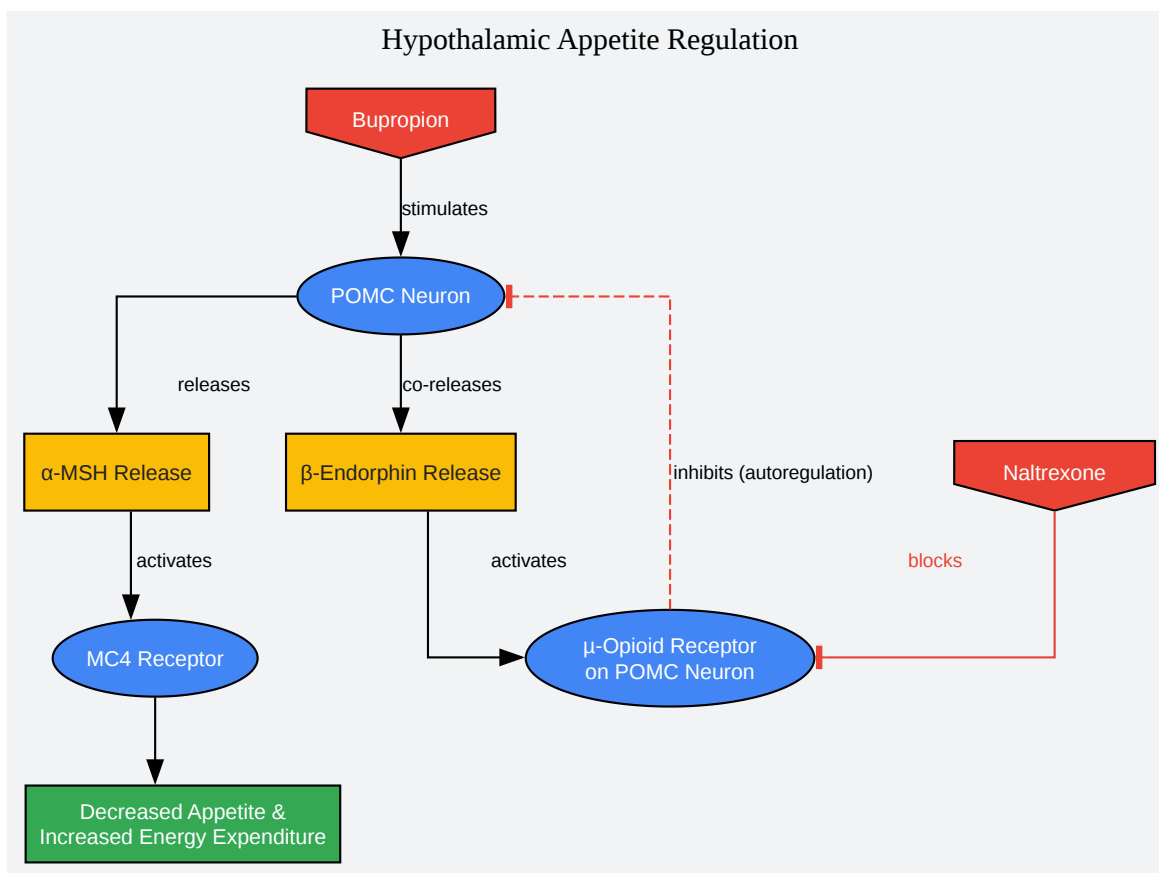 Hypothalamic Appetite Regulation
Bupropion
stimulates
POMC Neuron
releases
co-releases
α-MSH Release
β-Endorphin Release
inhibits (autoregulation)
Naltrexone
activates
activates
blocks
MC4 Receptor
μ-Opioid Receptor
on POMC Neuron
Decreased Appetite &
Increased Energy Expenditure